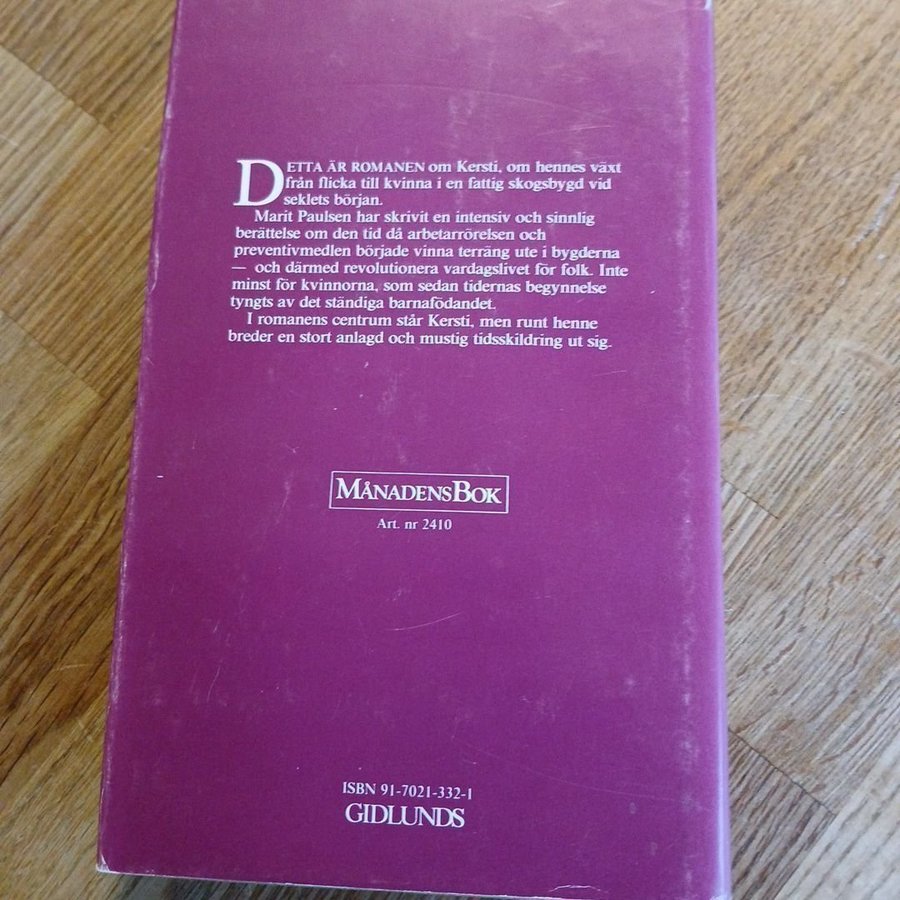 DETTA ÄR ROMANEN om Kersti, om hennes växt
från flicka till kvinna i en fattig skogsbygd vid
seklets början.
Marit Paulsen har skrivit en intensiv och sinnlig
berättelse om den tid då arbetarrörelsen och
preventivmedlen började vinna terräng ute i bygderna
— och därmed revolutionera vardagslivet för folk. Inte
minst för kvinnorna, som sedan tidernas begynnelse
tyngts av det ständiga barnafödandet.
I romanens centrum står Kersti, men runt henne
breder en stort anlagd och mustig tidsskildring ut sig.
MÅNADENSBOK
Art. nr 2410
ISBN 91-7021-332-1
GIDLUNDS